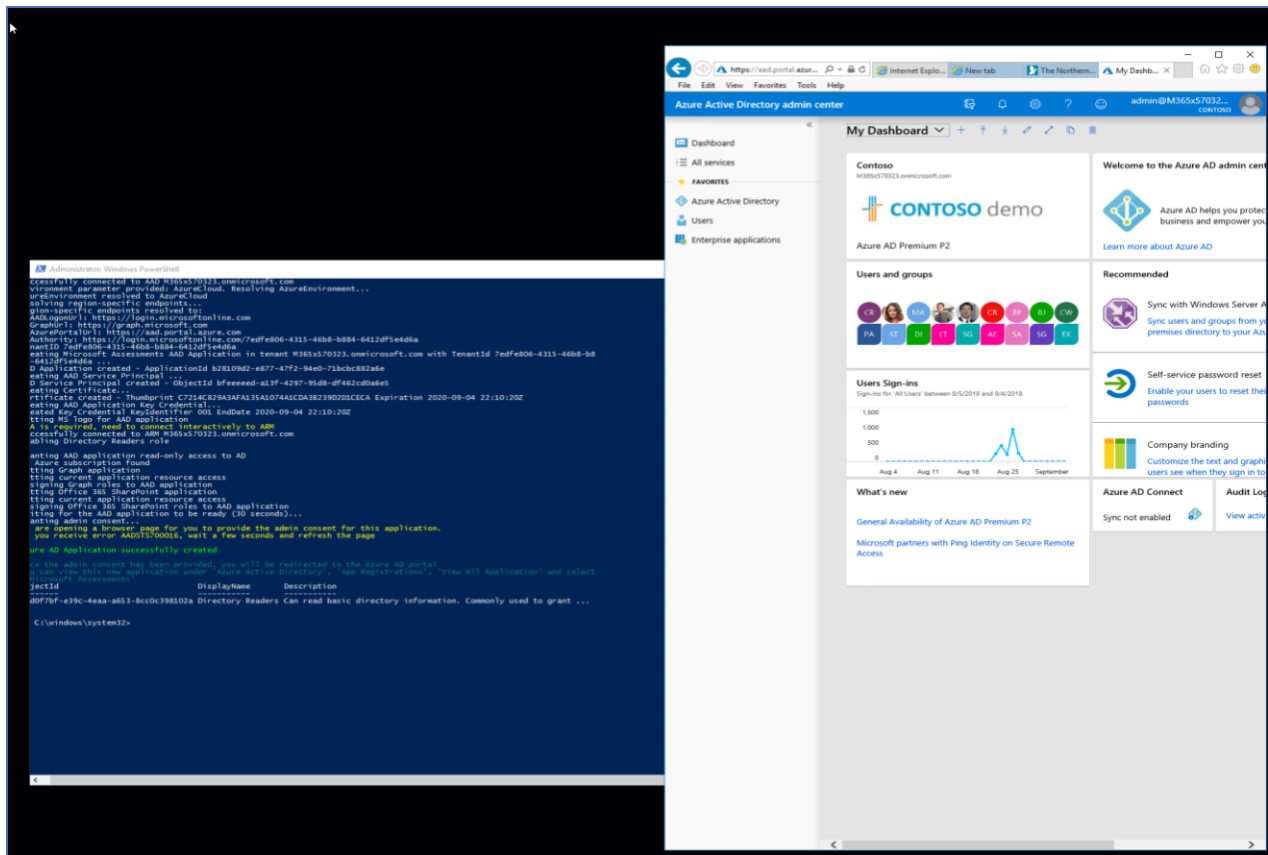 Administrator: Windows PowerShell
ccessfully connected to AAD M365x570323.onmicrosoft.com
vironment parameter provided: AzureCloud. Resolving AzureEnvironment...
ureEnvironment resolved to AzureCloud
solving region-specific endpoints...
gion-specific endpoints resolved to:
AADLogonUrl: https://login.microsoftonline.com
GraphUrl: https://graph.microsoft.com
AzurePortalUrl: https://aad.portal.azure.com
Authority: https://login.microsoftonline.com/7edfe806-4315-46b8-b884-6412df5e4d6a
nantID 7edfe806-4315-46b8-b884-6412df5e4d6a
eating Microsoft Assessments AAD Application in tenant M365x570323.onmicrosoft.com with TenantId 7edfe806-4315-46b8-b8
-6412df5e4d6a ...
D Application created - ApplicationId b28109d2-e877-47f2-94e0-71bcbc882a6e
eating AAD Service Principal ...
D Service Principal created - ObjectId bfeeeeed-a13f-4297-95d8-df462cd0a6e5
eating Certificate...
rtificate created - Thumbprint C7214C829A3AFA135A1074A1CDA3B239D2D1CECA Expiration 2020-09-04 22:10:20Z
eating AAD Application Key Credential...
eated Key Credential KeyIdentifier 001 EndDate 2020-09-04 22:10:20Z
tting MS logo for AAD application
A is required, need to connect interactively to ARM
ccessfully connected to ARM M365x570323.onmicrosoft.com
abling Directory Readers role
anting AAD application read-only access to AD
Azure subscription found
tting Graph application
tting current application resource access
signing Graph roles to AAD application
tting Office 365 SharePoint application
tting current application resource access
signing Office 365 SharePoint roles to AAD application
iting for the AAD application to be ready (30 seconds)...
anting admin consent...
are opening a browser page for you to provide the admin consent for this application.
you receive error AADSTS700016, wait a few seconds and refresh the page
ure AD Application successfully created
ce the admin consent has been provided, you will be redirected to the Azure AD portal
u can view this new application under 'Azure Active Directory', 'App Registrations', 'View All Application' and select
Microsoft Assessments'
jectId DisplayName Description
d0f7bf-e39c-4eaa-a653-8cc0c398102a Directory Readers Can read basic directory information. Commonly used to grant ...
C:\windows\system32>
https://aad.portal.azur... Internet Explo... New tab The Northern... My Dashb...
File Edit View Favorites Tools Help
Azure Active Directory admin center
admin@M365x57032...
CONTOSO
Dashboard
All services
FAVORITES
Azure Active Directory
Users
Enterprise applications
My Dashboard
Contoso
M365x570323.onmicrosoft.com
CONTOSO demo
Azure AD Premium P2
Welcome to the Azure AD admin cent
Azure AD helps you protec
business and empower you
Learn more about Azure AD
Users and groups
CR MA CR BP BJ CW
PA ST DI LT SG AE SA SG EX
Recommended
Sync with Windows Server A
Sync users and groups from y
premises directory to your Az
Self-service password reset
Enable your users to reset thei
passwords
Company branding
Customize the text and graphi
users see when they sign in to
Users Sign-ins
Sign-ins for 'All Users' between 8/5/2019 and 9/4/2019.
1,500
1,000
500
0
Aug 4 Aug 11 Aug 18 Aug 25 September
What's new
General Availability of Azure AD Premium P2
Microsoft partners with Ping Identity on Secure Remote
Access
Azure AD Connect
Sync not enabled
Audit Log
View activ